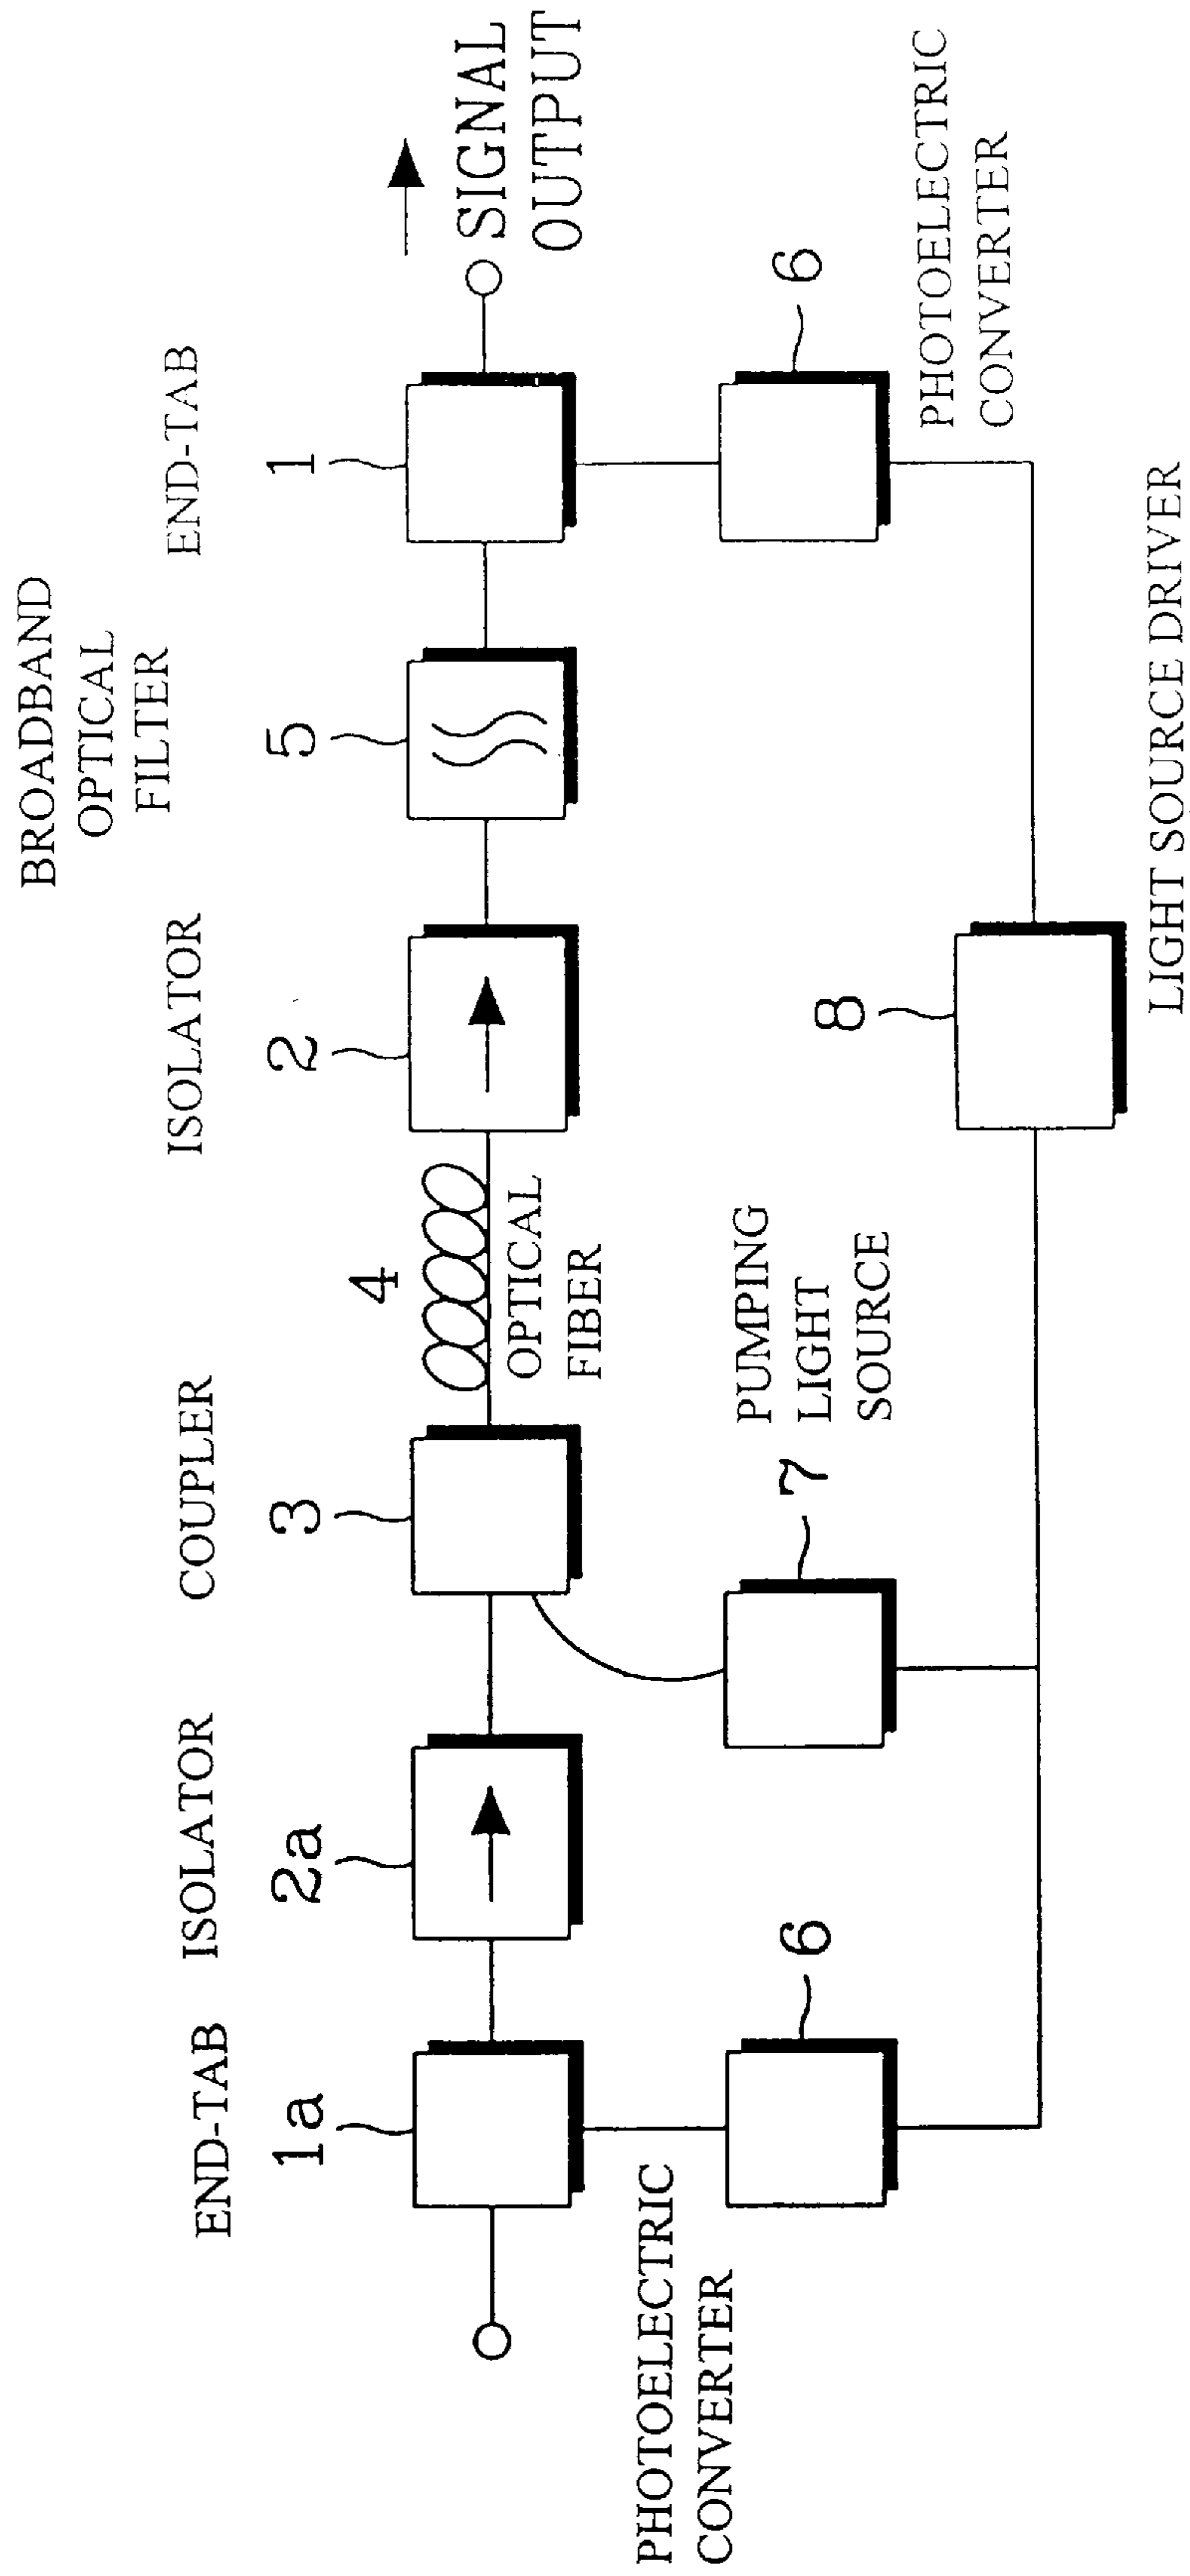 BROADBAND
OPTICAL
FILTER
END-TAB
ISOLATOR
COUPLER
ISOLATOR
END-TAB
1a
2a
3
4
2
5
1
SIGNAL
OUTPUT
OPTICAL
FIBER
PHOTOELECTRIC
CONVERTER
6
7
PUMPING
LIGHT
SOURCE
8
6
PHOTOELECTRIC
CONVERTER
LIGHT SOURCE DRIVER